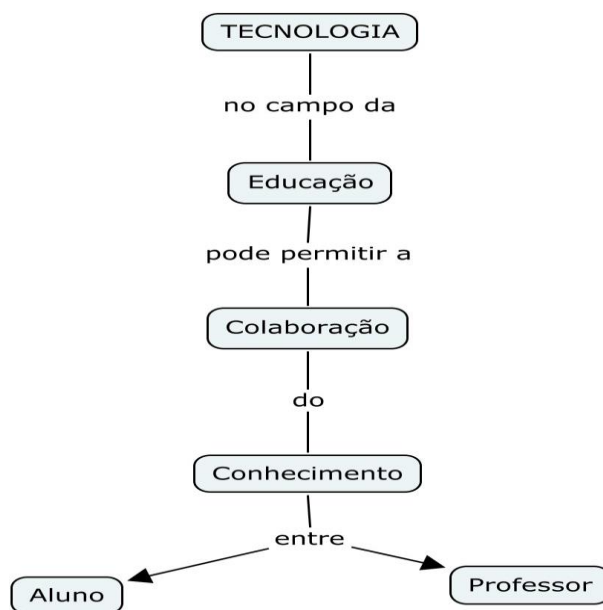 TECNOLOGIA
no campo da
Educação
pode permitir a
Colaboração
do
Conhecimento
entre
Aluno
Professor